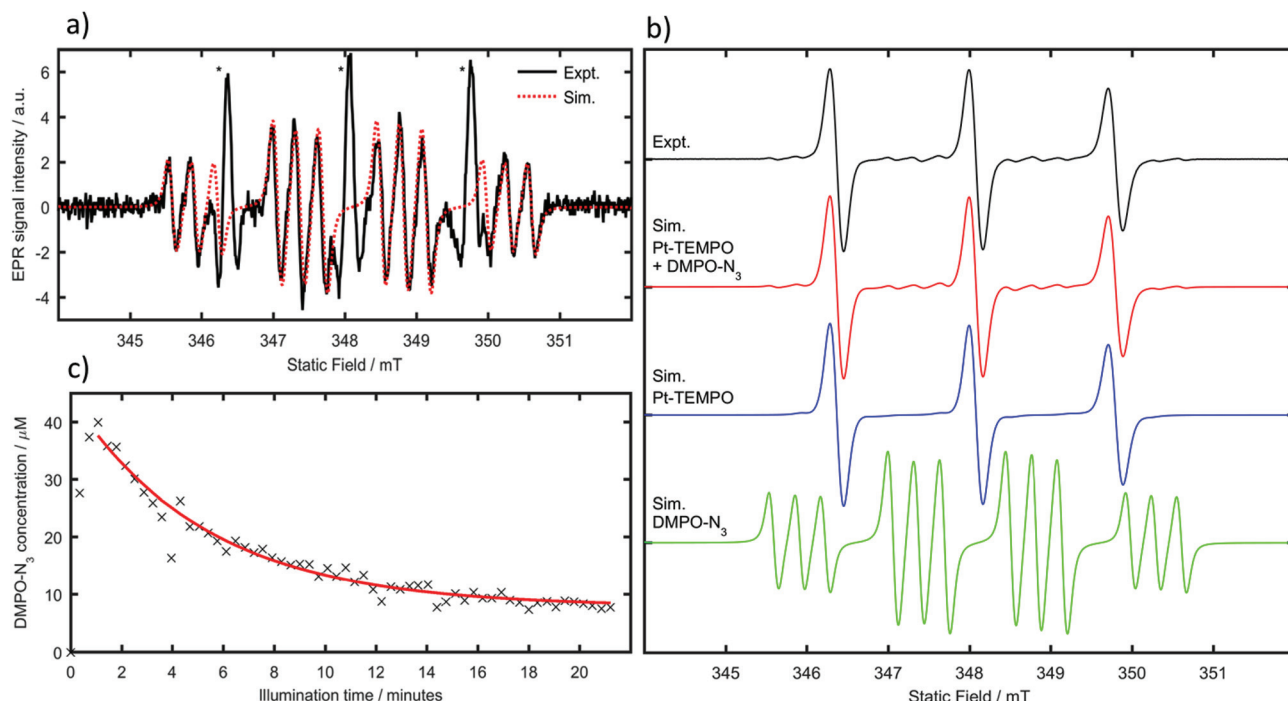 a)
EPR signal intensity / a.u.
6
4
2
0
-2
-4
* * *
Expt.
Sim.
345 346 347 348 349 350 351
Static Field / mT
b)
Expt.
Sim.
Pt-TEMPO
+ DMPO-N₃
Sim.
Pt-TEMPO
Sim.
DMPO-N₃
345 346 347 348 349 350 351
Static Field / mT
c)
DMPO-N₃ concentration / μM
40
30
20
10
0
0 2 4 6 8 10 12 14 16 18 20
Illumination time / minutes